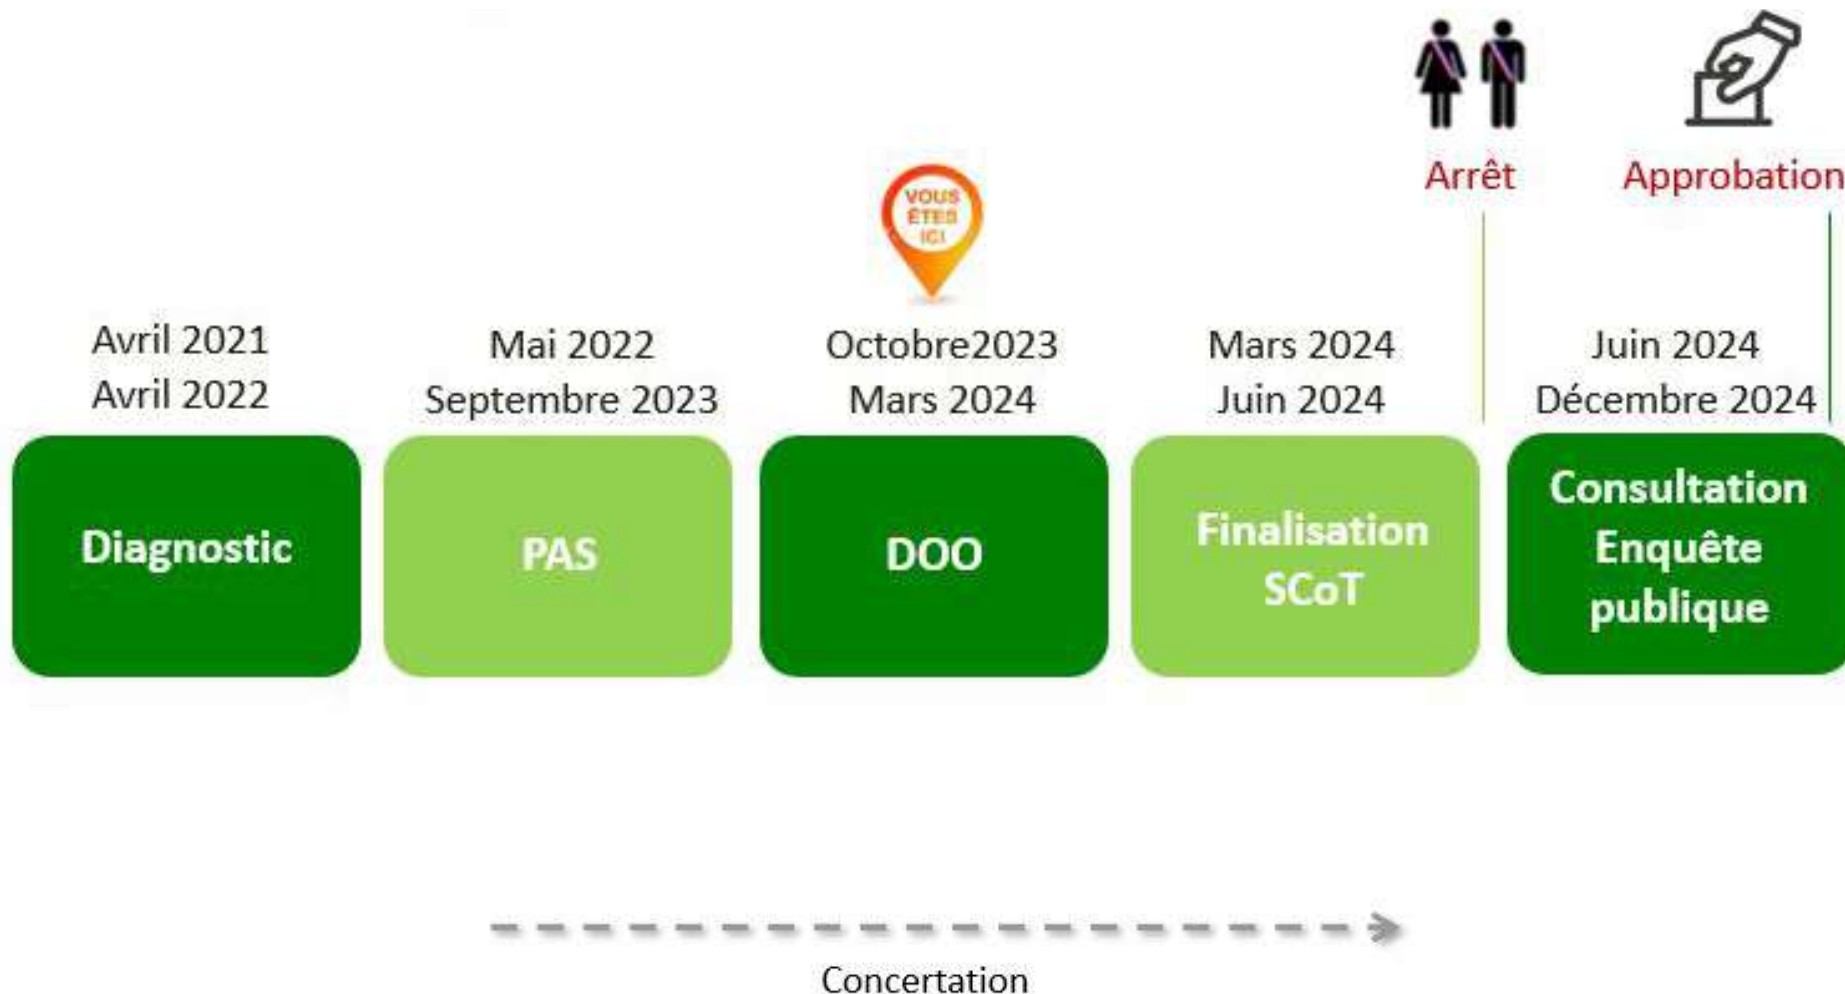 Arrêt
Approbation
VOUS
ÊTES
ICI
Avril 2021
Avril 2022
Mai 2022
Septembre 2023
Octobre2023
Mars 2024
Mars 2024
Juin 2024
Juin 2024
Décembre 2024
Diagnostic
PAS
DOO
Finalisation
SCoT
Consultation
Enquête
publique
Concertation